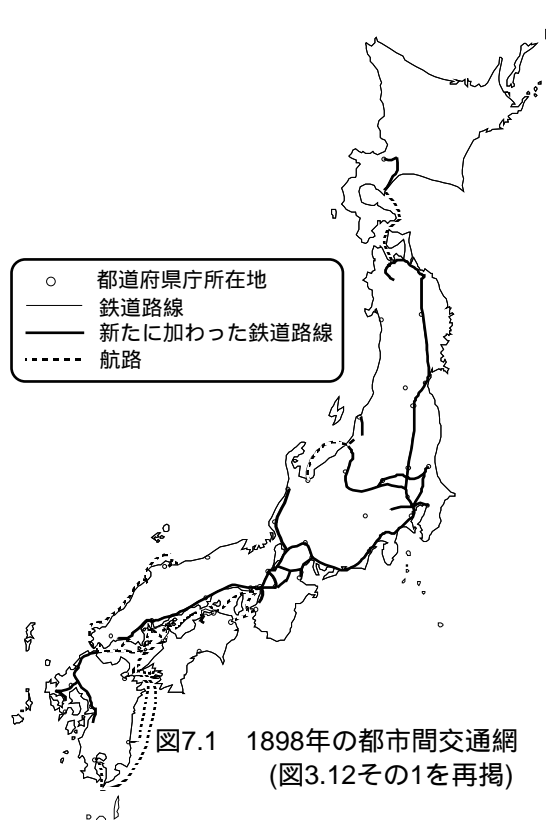 都道府県庁所在地
鉄道路線
新たに加わった鉄道路線
航路
図7.1　1898年の都市間交通網
(図3.12その1を再掲)